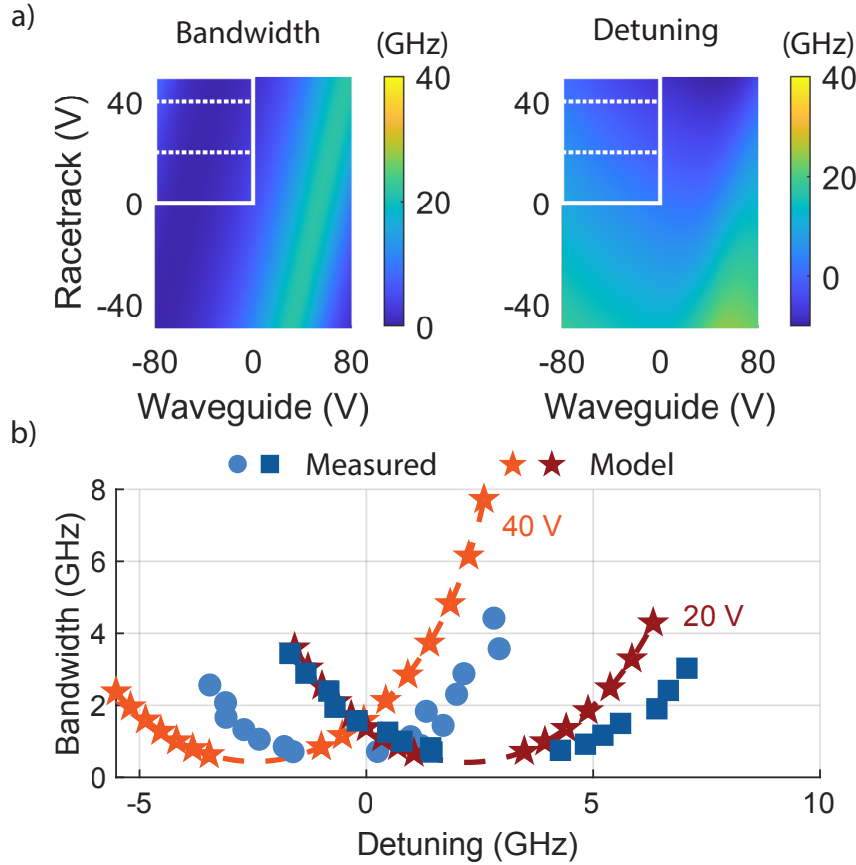 a)
Bandwidth
(GHz)
Detuning
(GHz)
40
0
-40
Racetrack (V)
-80
0
80
Waveguide (V)
40
20
0
40
0
-40
-80
0
80
Waveguide (V)
40
20
0
b)
Measured
Model
8
6
4
2
0
Bandwidth (GHz)
40 V
20 V
-5
0
5
10
Detuning (GHz)